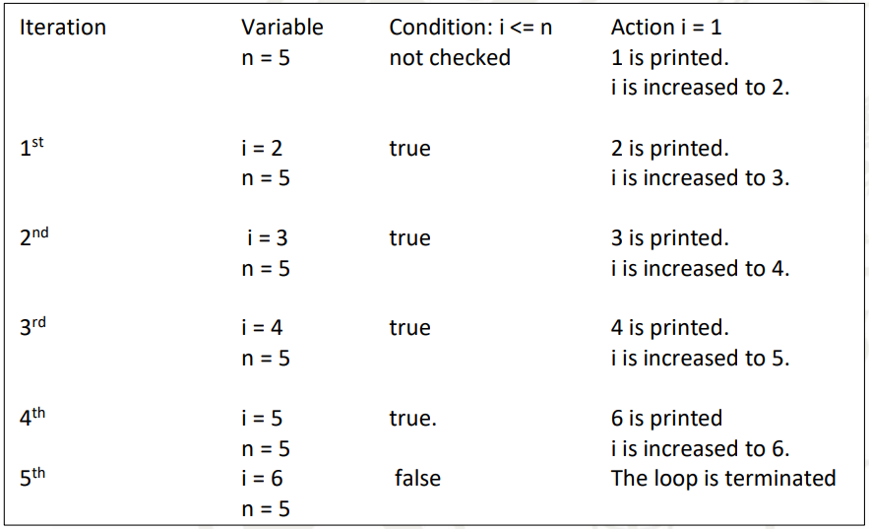 Iteration Variable Condition: i <= n Action i = 1
n = 5 not checked 1 is printed.
i is increased to 2.
1st i = 2 true 2 is printed.
n = 5 i is increased to 3.
2nd i = 3 true 3 is printed.
n = 5 i is increased to 4.
3rd i = 4 true 4 is printed.
n = 5 i is increased to 5.
4th i = 5 true. 6 is printed
n = 5 i is increased to 6.
5th i = 6 false The loop is terminated
n = 5